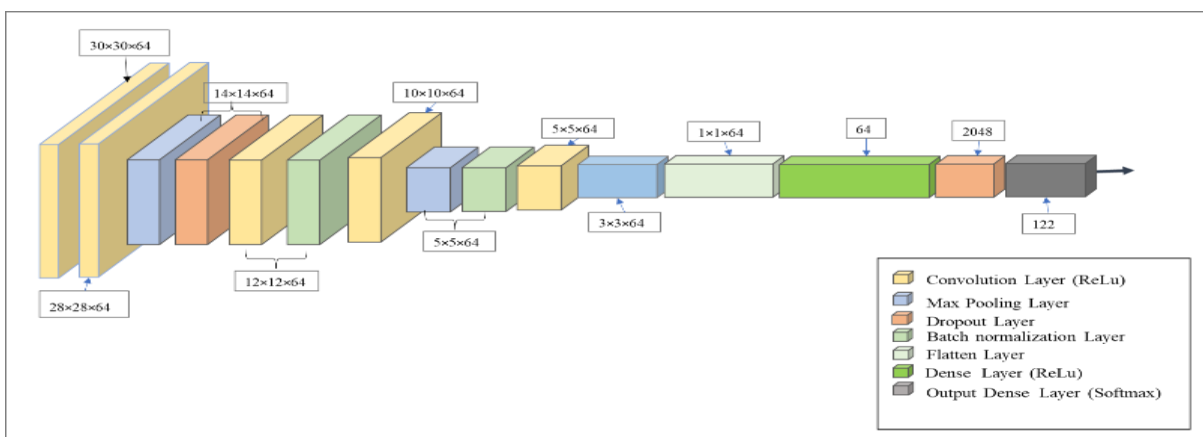 30×30×64
14×14×64
10×10×64
5×5×64
1×1×64
64
2048
28×28×64
12×12×64
5×5×64
3×3×64
122
Convolution Layer (ReLu)
Max Pooling Layer
Dropout Layer
Batch normalization Layer
Flatten Layer
Dense Layer (ReLu)
Output Dense Layer (Softmax)